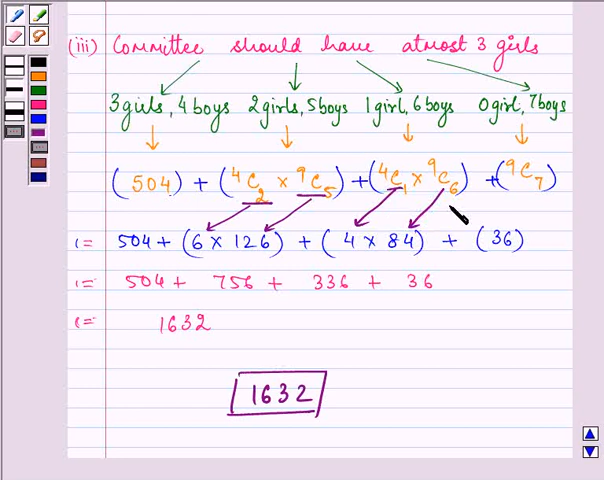 (iii) Committee should have atmost 3 girls
3 girls, 4 boys 2 girls, 5 boys 1 girl, 6 boys 0 girl, 7 boys
(504) + (⁴C₂ × ⁹C₅) + (⁴C₁ × ⁹C₆) + (⁹C₇)
= 504 + (6 × 126) + (4 × 84) + (36)
= 504 + 756 + 336 + 36
= 1632
1632